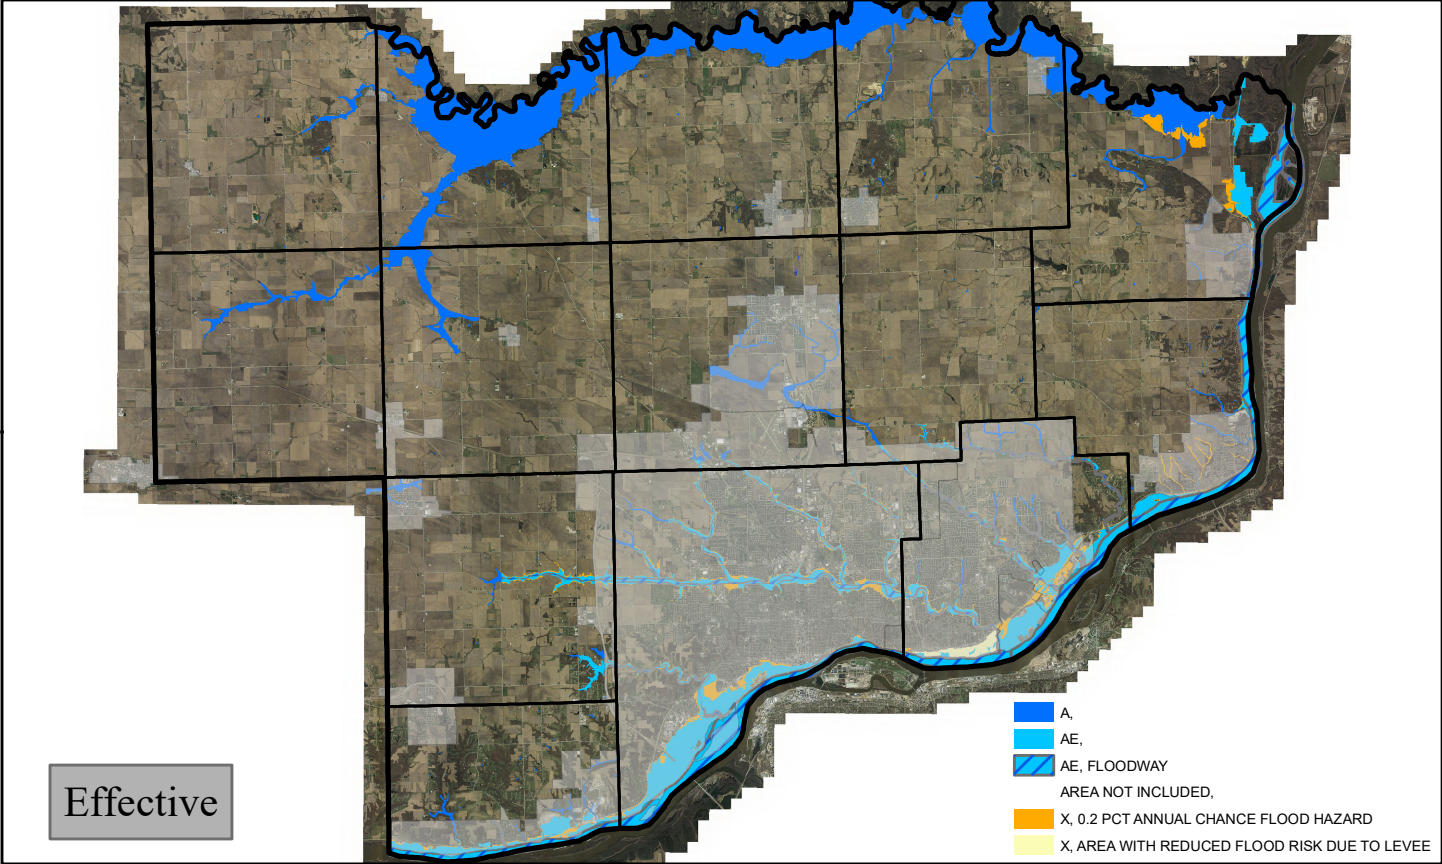 Effective
A,
AE,
AE, FLOODWAY
AREA NOT INCLUDED,
X, 0.2 PCT ANNUAL CHANCE FLOOD HAZARD
X, AREA WITH REDUCED FLOOD RISK DUE TO LEVEE